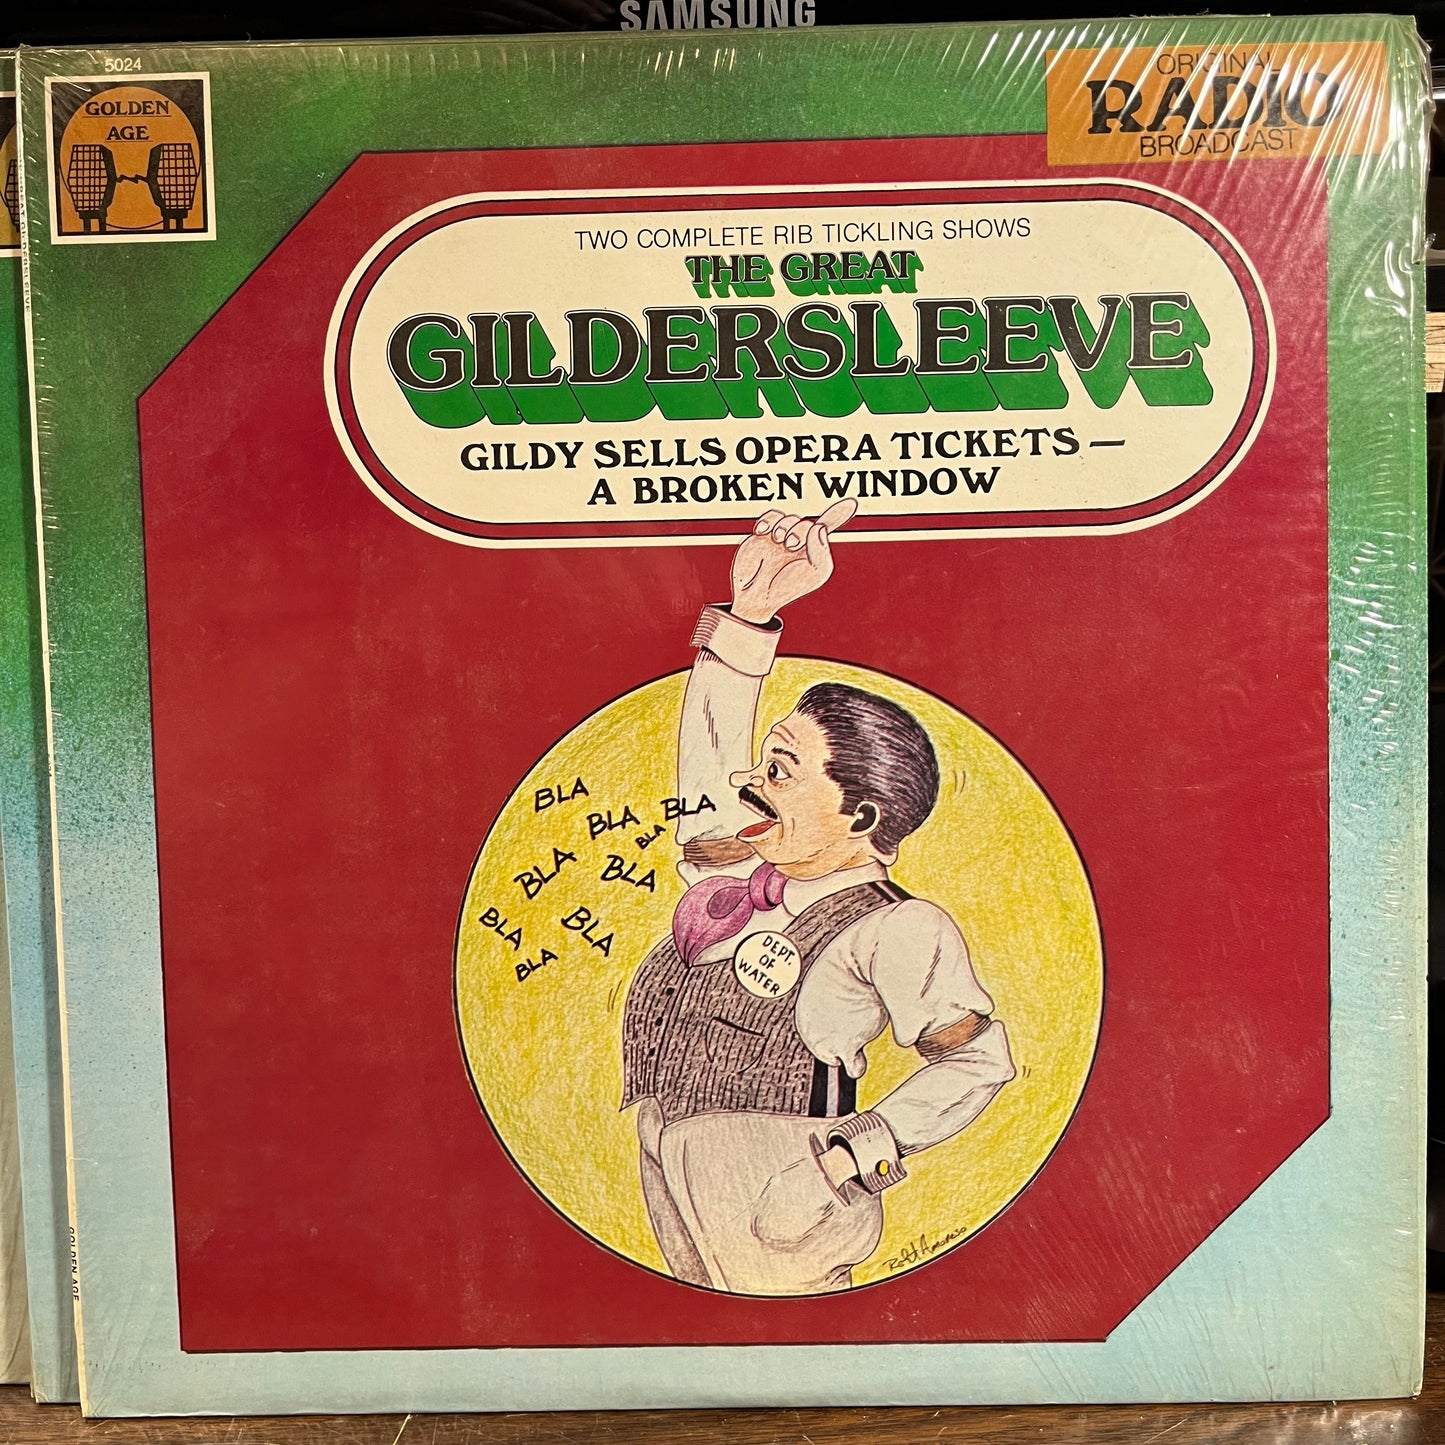 SAMSUNG
5024
GOLDEN
AGE
ORIGINAL
RADIO
BROADCAST
TWO COMPLETE RIB TICKLING SHOWS
THE GREAT
GILDERSLEEVE
GILDY SELLS OPERA TICKETS —
A BROKEN WINDOW
BLA
BLA
BLA
BLA
BLA
BLA
BLA
BLA
BLA
DEPT.
OF
WATER
GOLDEN AGE